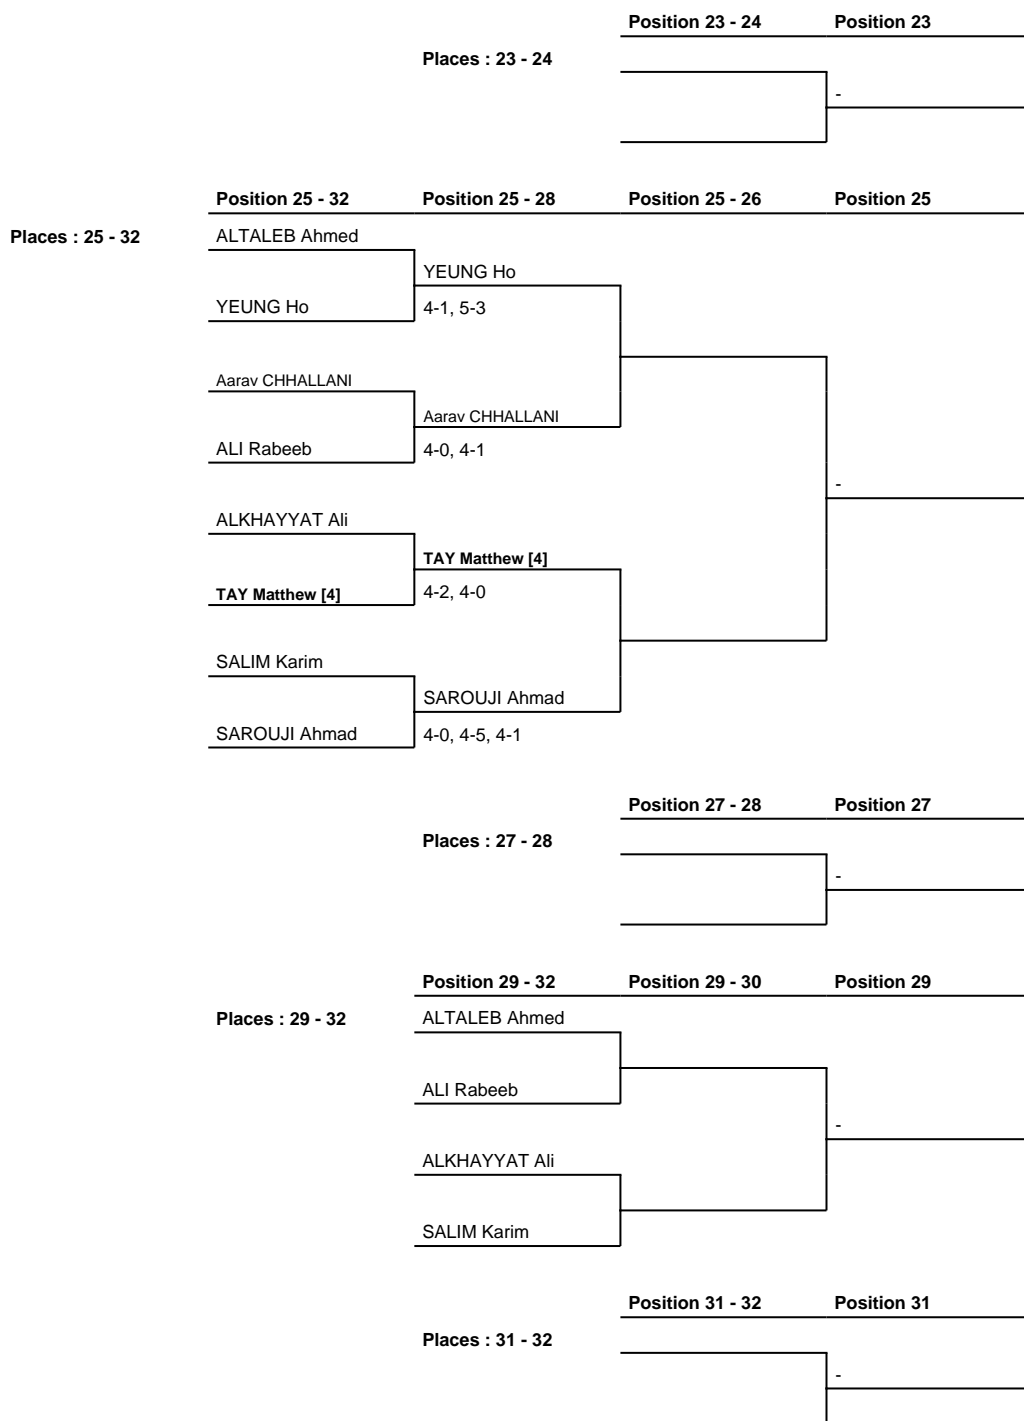 Position 23 - 24 Position 23
Places : 23 - 24
-
Position 25 - 32 Position 25 - 28 Position 25 - 26 Position 25
Places : 25 - 32 ALTALEB Ahmed
YEUNG Ho
YEUNG Ho 4-1, 5-3
Aarav CHHALLANI
Aarav CHHALLANI
ALI Rabeeb 4-0, 4-1
-
ALKHAYYAT Ali
TAY Matthew [4]
TAY Matthew [4] 4-2, 4-0
SALIM Karim
SAROUJI Ahmad
SAROUJI Ahmad 4-0, 4-5, 4-1
Position 27 - 28 Position 27
Places : 27 - 28
-
Position 29 - 32 Position 29 - 30 Position 29
Places : 29 - 32 ALTALEB Ahmed
ALI Rabeeb
-
ALKHAYYAT Ali
SALIM Karim
Position 31 - 32 Position 31
Places : 31 - 32
-